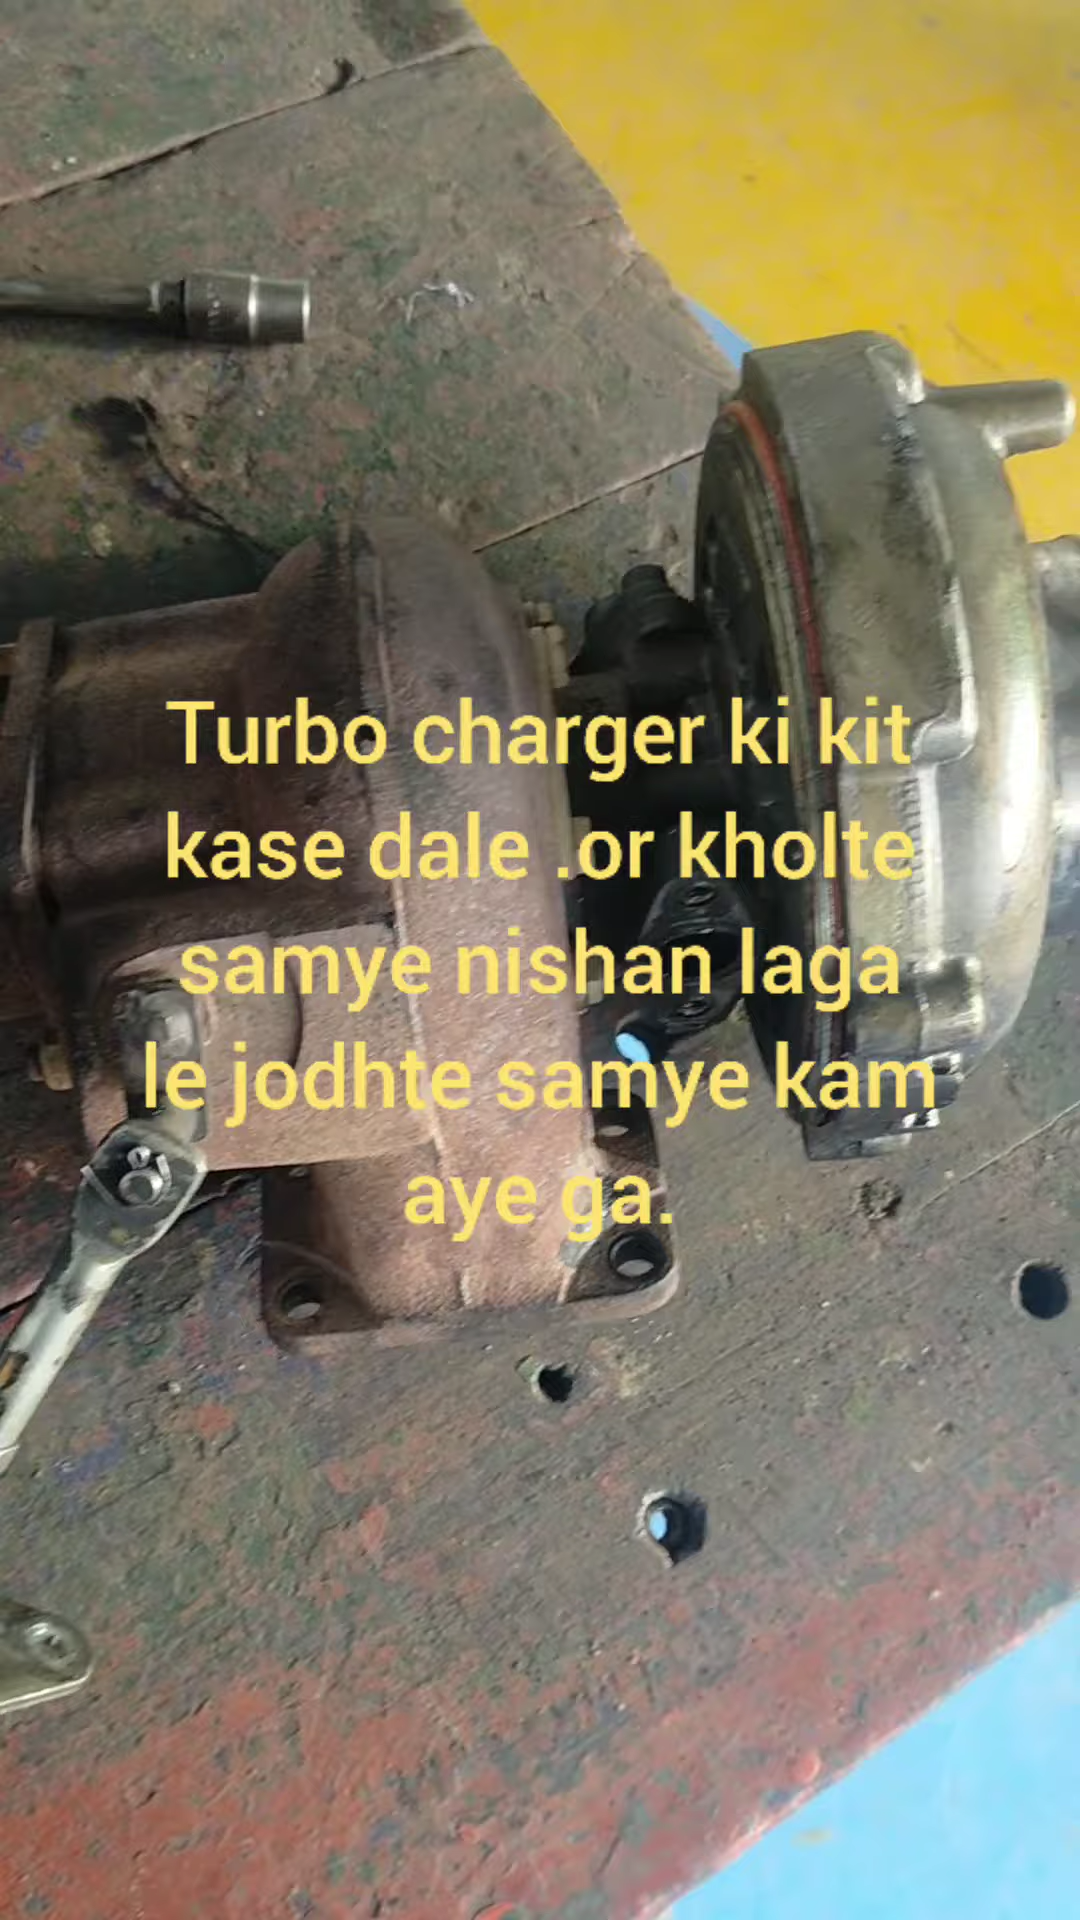 Turbo charger ki kit
kase dale .or kholte
samye nishan laga
le jodhte samye kam
aye ga.